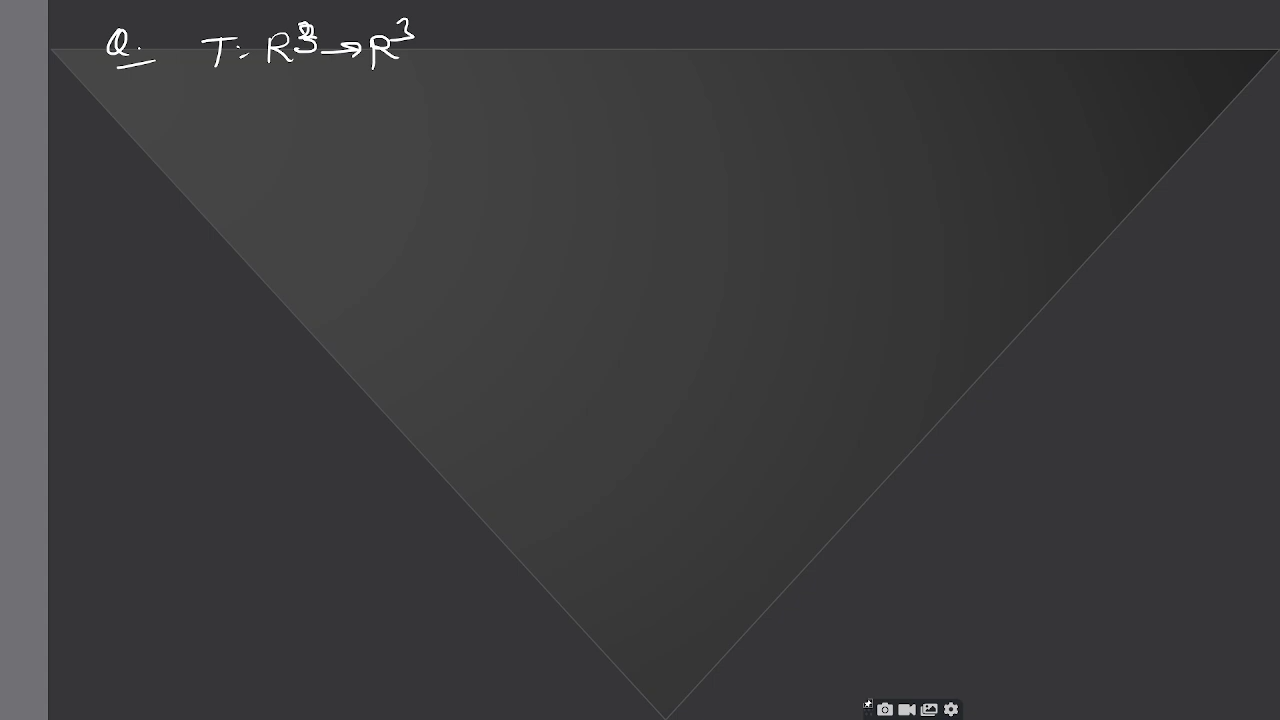 Q. T: R³ → R³